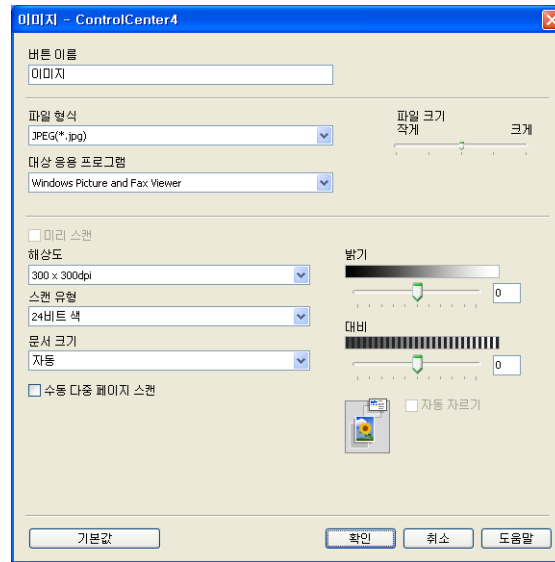 이미지 - ControlCenter4
버튼 이름
이미지
파일 형식
JPEG(*.jpg)
파일 크기
작게 크게
대상 응용 프로그램
Windows Picture and Fax Viewer
미리 스캔
해상도
300 x 300dpi
스캔 유형
24비트 색
문서 크기
자동
수동 다중 페이지 스캔
밝기
0
대비
0
자동 자르기
기본값 확인 취소 도움말